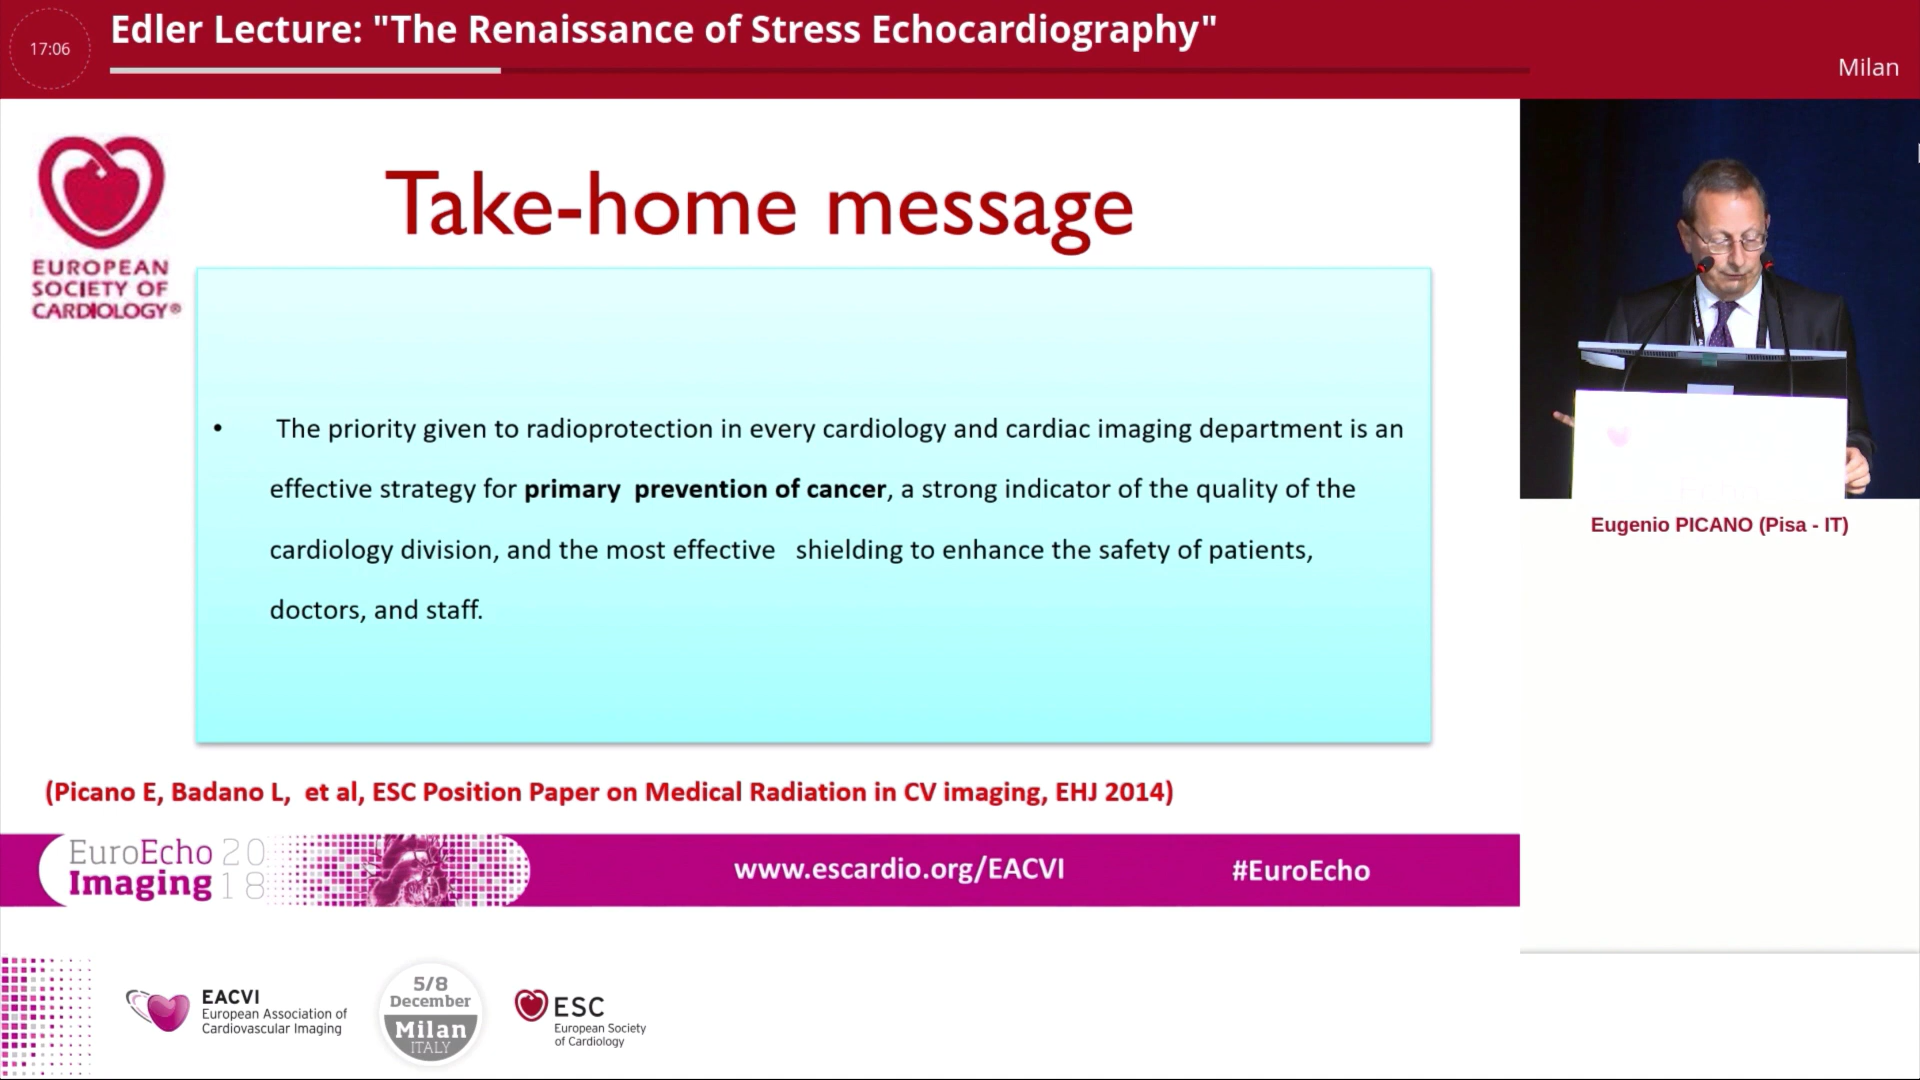 17:06
Edler Lecture: "The Renaissance of Stress Echocardiography"
Milan
EUROPEAN
SOCIETY OF
CARDIOLOGY®
Take-home message
• The priority given to radioprotection in every cardiology and cardiac imaging department is an
effective strategy for primary prevention of cancer, a strong indicator of the quality of the
cardiology division, and the most effective shielding to enhance the safety of patients,
doctors, and staff.
(Picano E, Badano L, et al, ESC Position Paper on Medical Radiation in CV imaging, EHJ 2014)
Eugenio PICANO (Pisa - IT)
EuroEcho 20
Imaging 18
www.escardio.org/EACVI
#EuroEcho
EACVI
European Association of
Cardiovascular Imaging
5/8
December
Milan
ITALY
ESC
European Society
of Cardiology